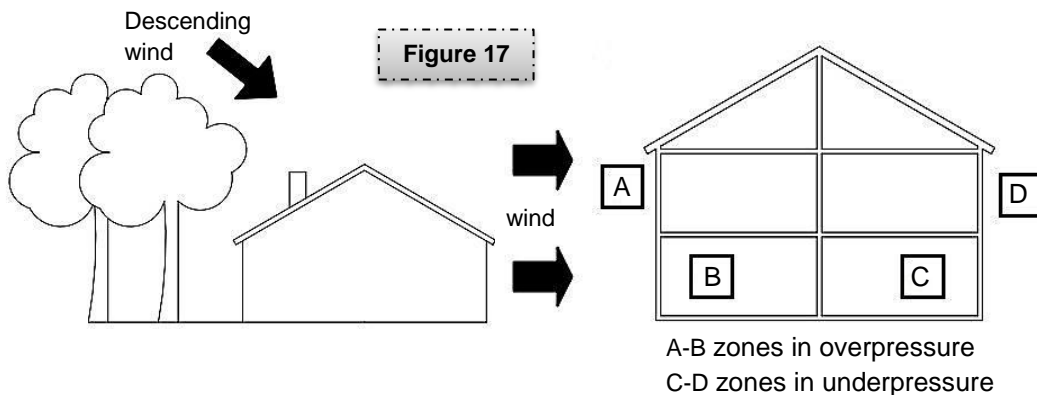 Descending
wind
Figure 17
wind
A
D
B
C
A-B zones in overpressure
C-D zones in underpressure